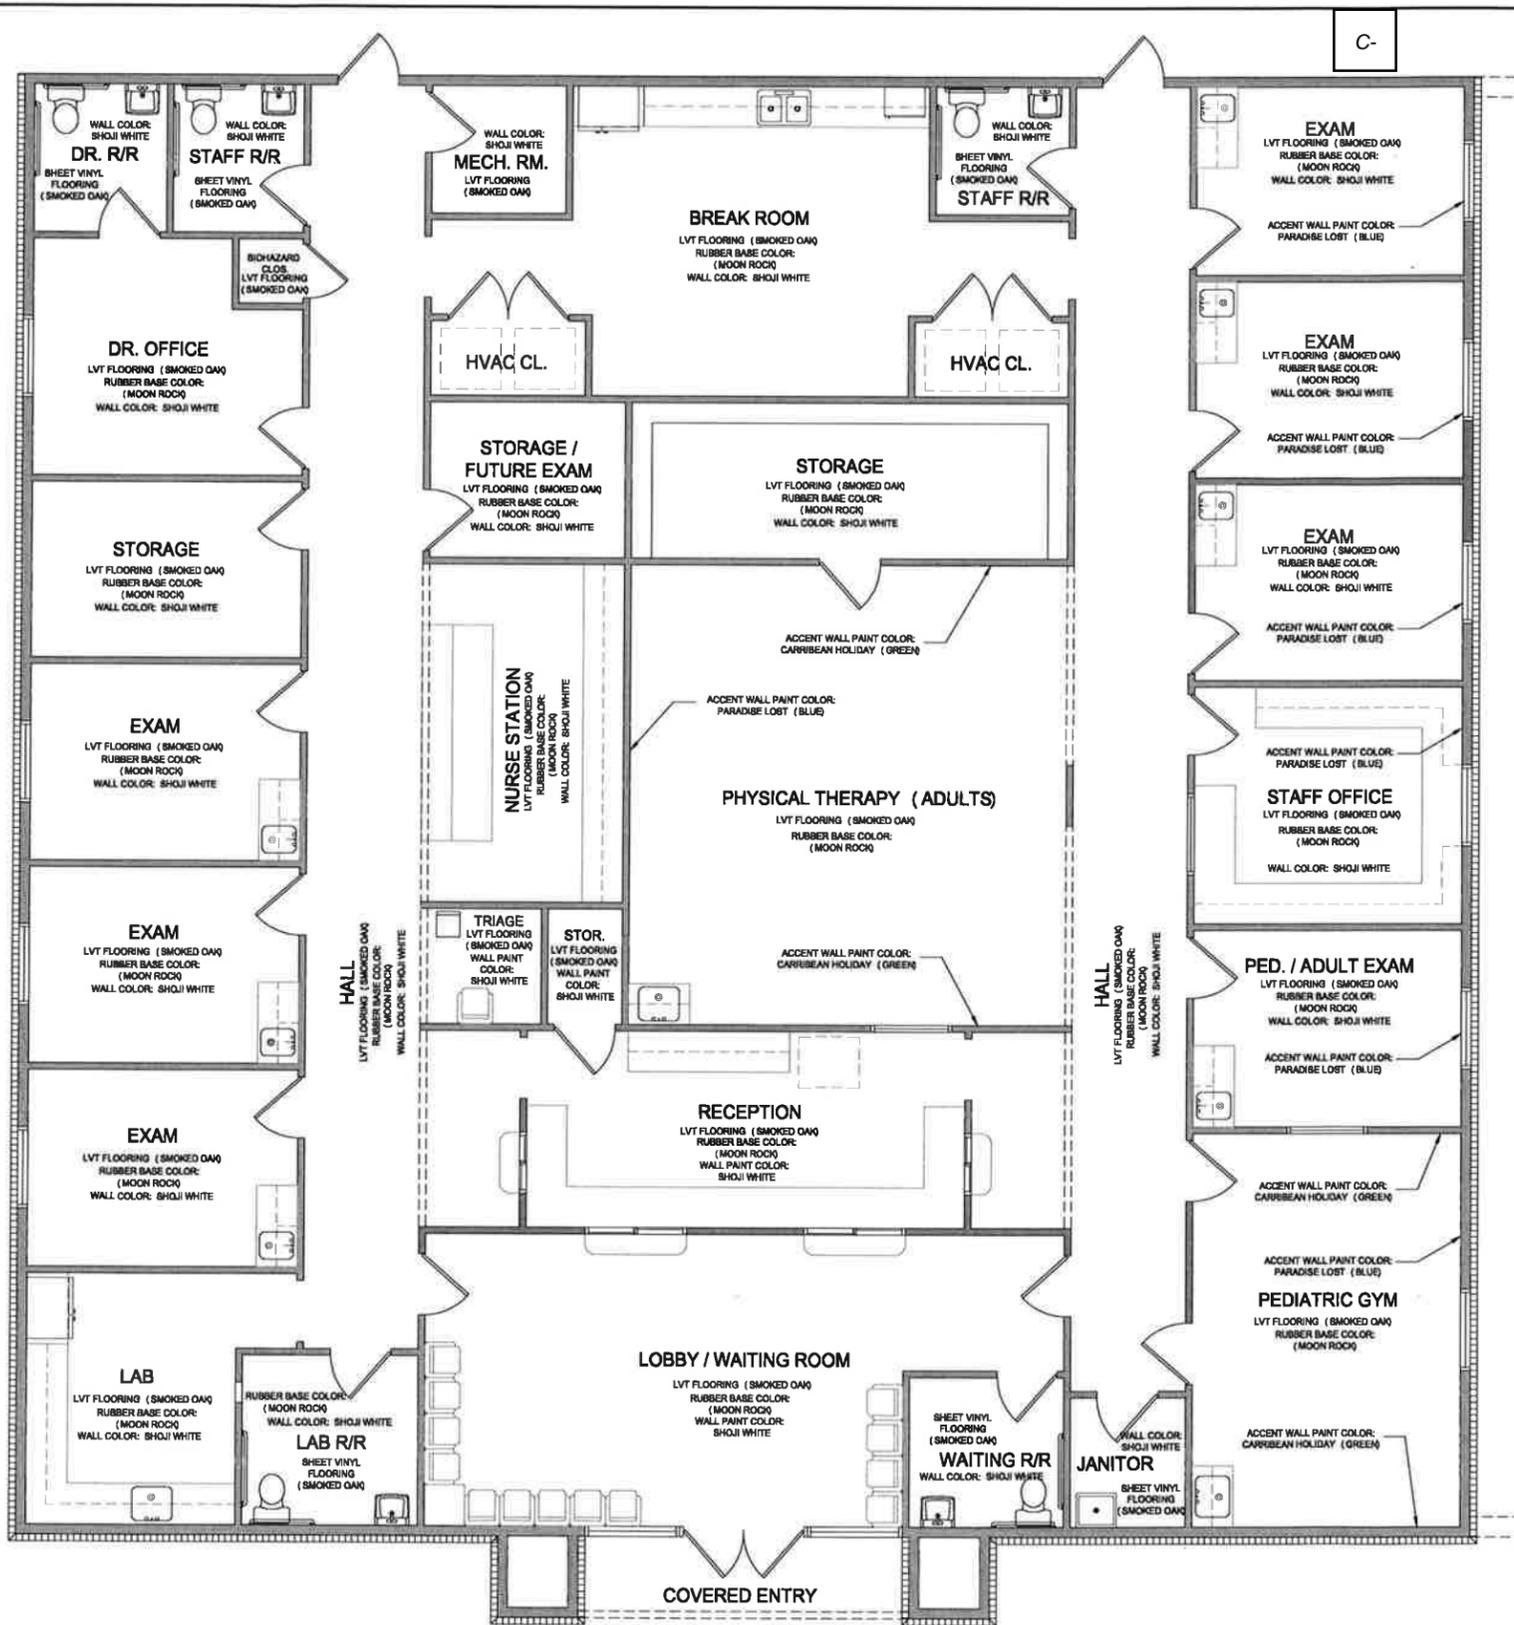 C-
WALL COLOR:
SHOJI WHITE
DR. R/R
SHEET VINYL
FLOORING
(SMOKED OAK)
WALL COLOR:
SHOJI WHITE
STAFF R/R
SHEET VINYL
FLOORING
(SMOKED OAK)
WALL COLOR:
SHOJI WHITE
MECH. RM.
LVT FLOORING
(SMOKED OAK)
BREAK ROOM
LVT FLOORING (SMOKED OAK)
RUBBER BASE COLOR:
(MOON ROCK)
WALL COLOR: SHOJI WHITE
WALL COLOR:
SHOJI WHITE
SHEET VINYL
FLOORING
(SMOKED OAK)
STAFF R/R
EXAM
LVT FLOORING (SMOKED OAK)
RUBBER BASE COLOR:
(MOON ROCK)
WALL COLOR: SHOJI WHITE
ACCENT WALL PAINT COLOR:
PARADISE LOST (BLUE)
BIOHAZARD
CLOS.
LVT FLOORING
(SMOKED OAK)
DR. OFFICE
LVT FLOORING (SMOKED OAK)
RUBBER BASE COLOR:
(MOON ROCK)
WALL COLOR: SHOJI WHITE
HVAC CL.
HVAC CL.
EXAM
LVT FLOORING (SMOKED OAK)
RUBBER BASE COLOR:
(MOON ROCK)
WALL COLOR: SHOJI WHITE
ACCENT WALL PAINT COLOR:
PARADISE LOST (BLUE)
STORAGE /
FUTURE EXAM
LVT FLOORING (SMOKED OAK)
RUBBER BASE COLOR:
(MOON ROCK)
WALL COLOR: SHOJI WHITE
STORAGE
LVT FLOORING (SMOKED OAK)
RUBBER BASE COLOR:
(MOON ROCK)
WALL COLOR: SHOJI WHITE
STORAGE
LVT FLOORING (SMOKED OAK)
RUBBER BASE COLOR:
(MOON ROCK)
WALL COLOR: SHOJI WHITE
EXAM
LVT FLOORING (SMOKED OAK)
RUBBER BASE COLOR:
(MOON ROCK)
WALL COLOR: SHOJI WHITE
ACCENT WALL PAINT COLOR:
PARADISE LOST (BLUE)
ACCENT WALL PAINT COLOR:
CARRIBEAN HOLIDAY (GREEN)
ACCENT WALL PAINT COLOR:
PARADISE LOST (BLUE)
EXAM
LVT FLOORING (SMOKED OAK)
RUBBER BASE COLOR:
(MOON ROCK)
WALL COLOR: SHOJI WHITE
NURSE STATION
LVT FLOORING (SMOKED OAK)
RUBBER BASE COLOR:
(MOON ROCK)
WALL COLOR: SHOJI WHITE
PHYSICAL THERAPY (ADULTS)
LVT FLOORING (SMOKED OAK)
RUBBER BASE COLOR:
(MOON ROCK)
ACCENT WALL PAINT COLOR:
PARADISE LOST (BLUE)
STAFF OFFICE
LVT FLOORING (SMOKED OAK)
RUBBER BASE COLOR:
(MOON ROCK)
WALL COLOR: SHOJI WHITE
EXAM
LVT FLOORING (SMOKED OAK)
RUBBER BASE COLOR:
(MOON ROCK)
WALL COLOR: SHOJI WHITE
HALL
LVT FLOORING (SMOKED OAK)
RUBBER BASE COLOR:
(MOON ROCK)
WALL COLOR: SHOJI WHITE
TRIAGE
LVT FLOORING
(SMOKED OAK)
WALL PAINT
COLOR:
SHOJI WHITE
STOR.
LVT FLOORING
(SMOKED OAK)
WALL PAINT
COLOR:
SHOJI WHITE
ACCENT WALL PAINT COLOR:
CARRIBEAN HOLIDAY (GREEN)
HALL
LVT FLOORING (SMOKED OAK)
RUBBER BASE COLOR:
(MOON ROCK)
WALL COLOR: SHOJI WHITE
PED. / ADULT EXAM
LVT FLOORING (SMOKED OAK)
RUBBER BASE COLOR:
(MOON ROCK)
WALL COLOR: SHOJI WHITE
ACCENT WALL PAINT COLOR:
PARADISE LOST (BLUE)
EXAM
LVT FLOORING (SMOKED OAK)
RUBBER BASE COLOR:
(MOON ROCK)
WALL COLOR: SHOJI WHITE
RECEPTION
LVT FLOORING (SMOKED OAK)
RUBBER BASE COLOR:
(MOON ROCK)
WALL PAINT COLOR:
SHOJI WHITE
ACCENT WALL PAINT COLOR:
CARRIBEAN HOLIDAY (GREEN)
ACCENT WALL PAINT COLOR:
PARADISE LOST (BLUE)
PEDIATRIC GYM
LVT FLOORING (SMOKED OAK)
RUBBER BASE COLOR:
(MOON ROCK)
LAB
LVT FLOORING (SMOKED OAK)
RUBBER BASE COLOR:
(MOON ROCK)
WALL COLOR: SHOJI WHITE
RUBBER BASE COLOR:
(MOON ROCK)
WALL COLOR: SHOJI WHITE
LAB R/R
SHEET VINYL
FLOORING
(SMOKED OAK)
LOBBY / WAITING ROOM
LVT FLOORING (SMOKED OAK)
RUBBER BASE COLOR:
(MOON ROCK)
WALL PAINT COLOR:
SHOJI WHITE
SHEET VINYL
FLOORING
(SMOKED OAK)
WAITING R/R
WALL COLOR: SHOJI WHITE
WALL COLOR:
SHOJI WHITE
JANITOR
SHEET VINYL
FLOORING
(SMOKED OAK)
ACCENT WALL PAINT COLOR:
CARRIBEAN HOLIDAY (GREEN)
COVERED ENTRY